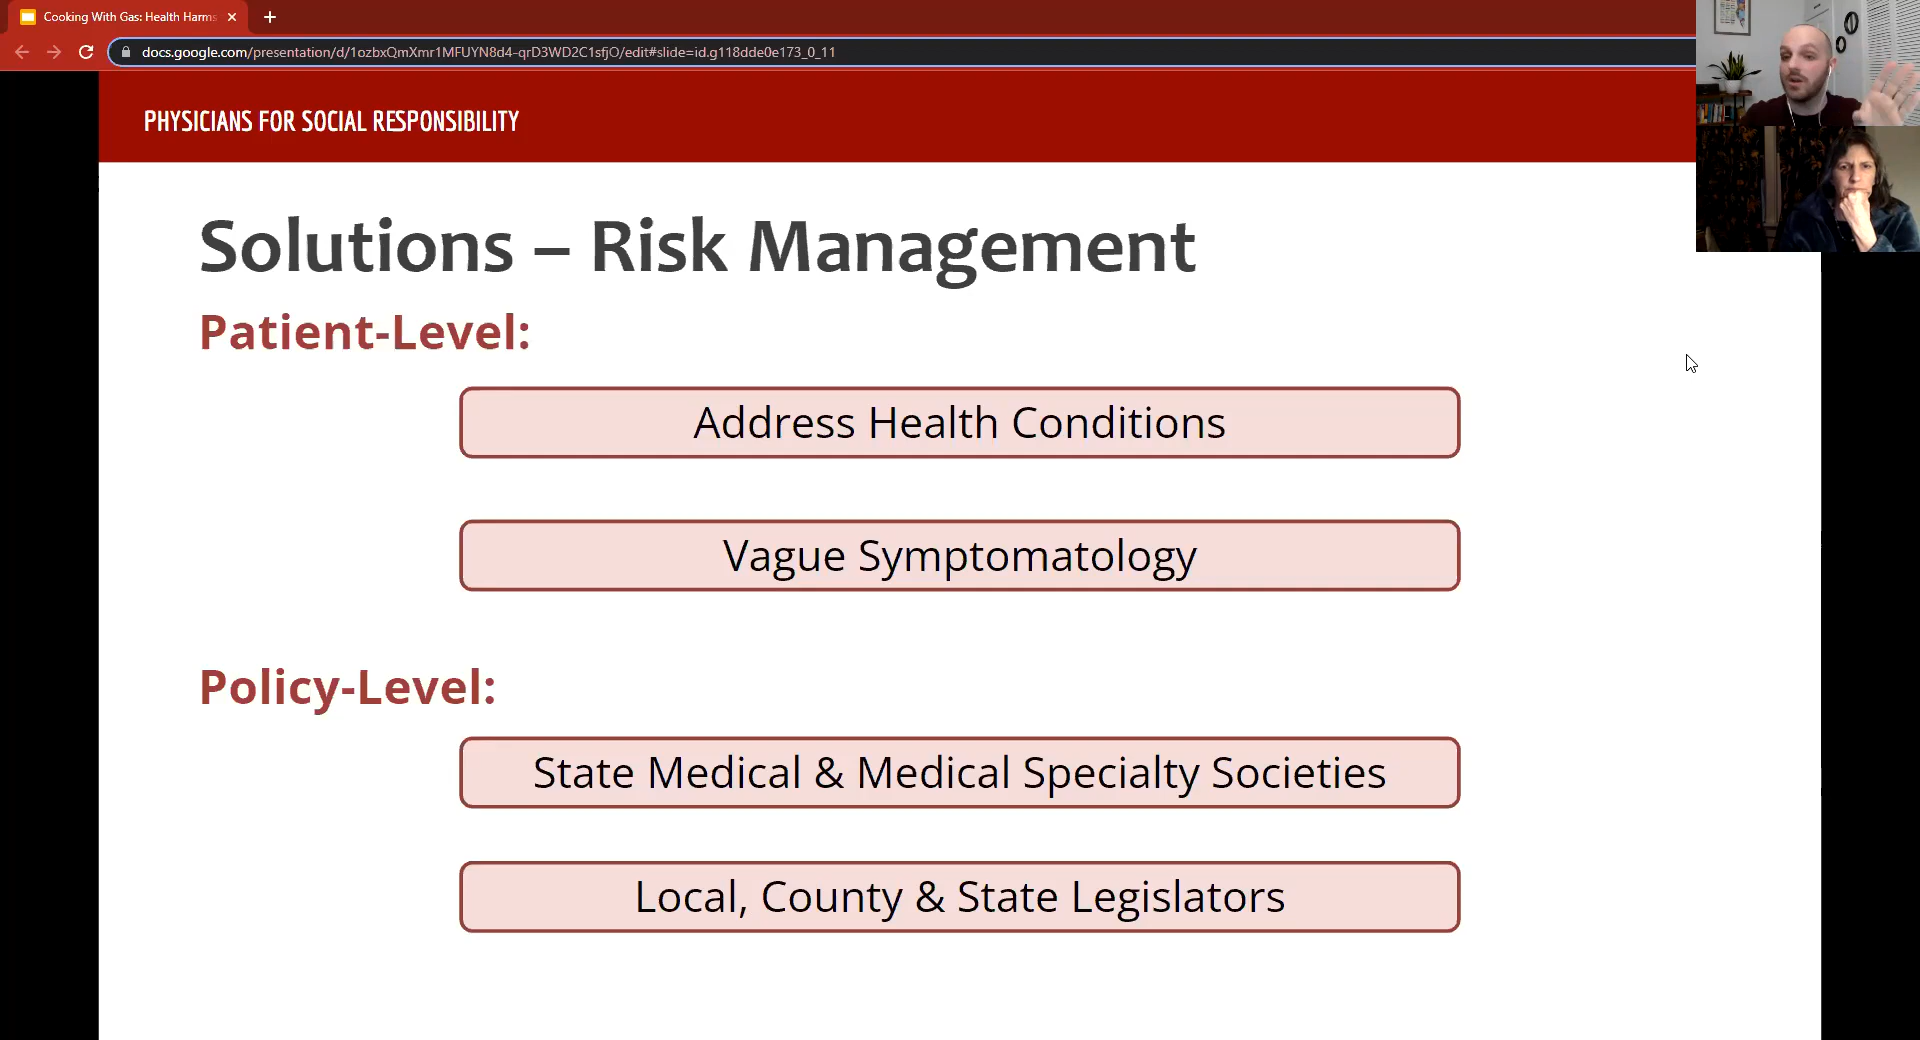 Cooking With Gas: Health Harms
docs.google.com/presentation/d/1ozbxQmXmr1MFUYN8d4-qrD3WD2C1sfjO/edit#slide=id.g118dde0e173_0_11
PHYSICIANS FOR SOCIAL RESPONSIBILITY
Solutions – Risk Management
Patient-Level:
Address Health Conditions
Vague Symptomatology
Policy-Level:
State Medical & Medical Specialty Societies
Local, County & State Legislators